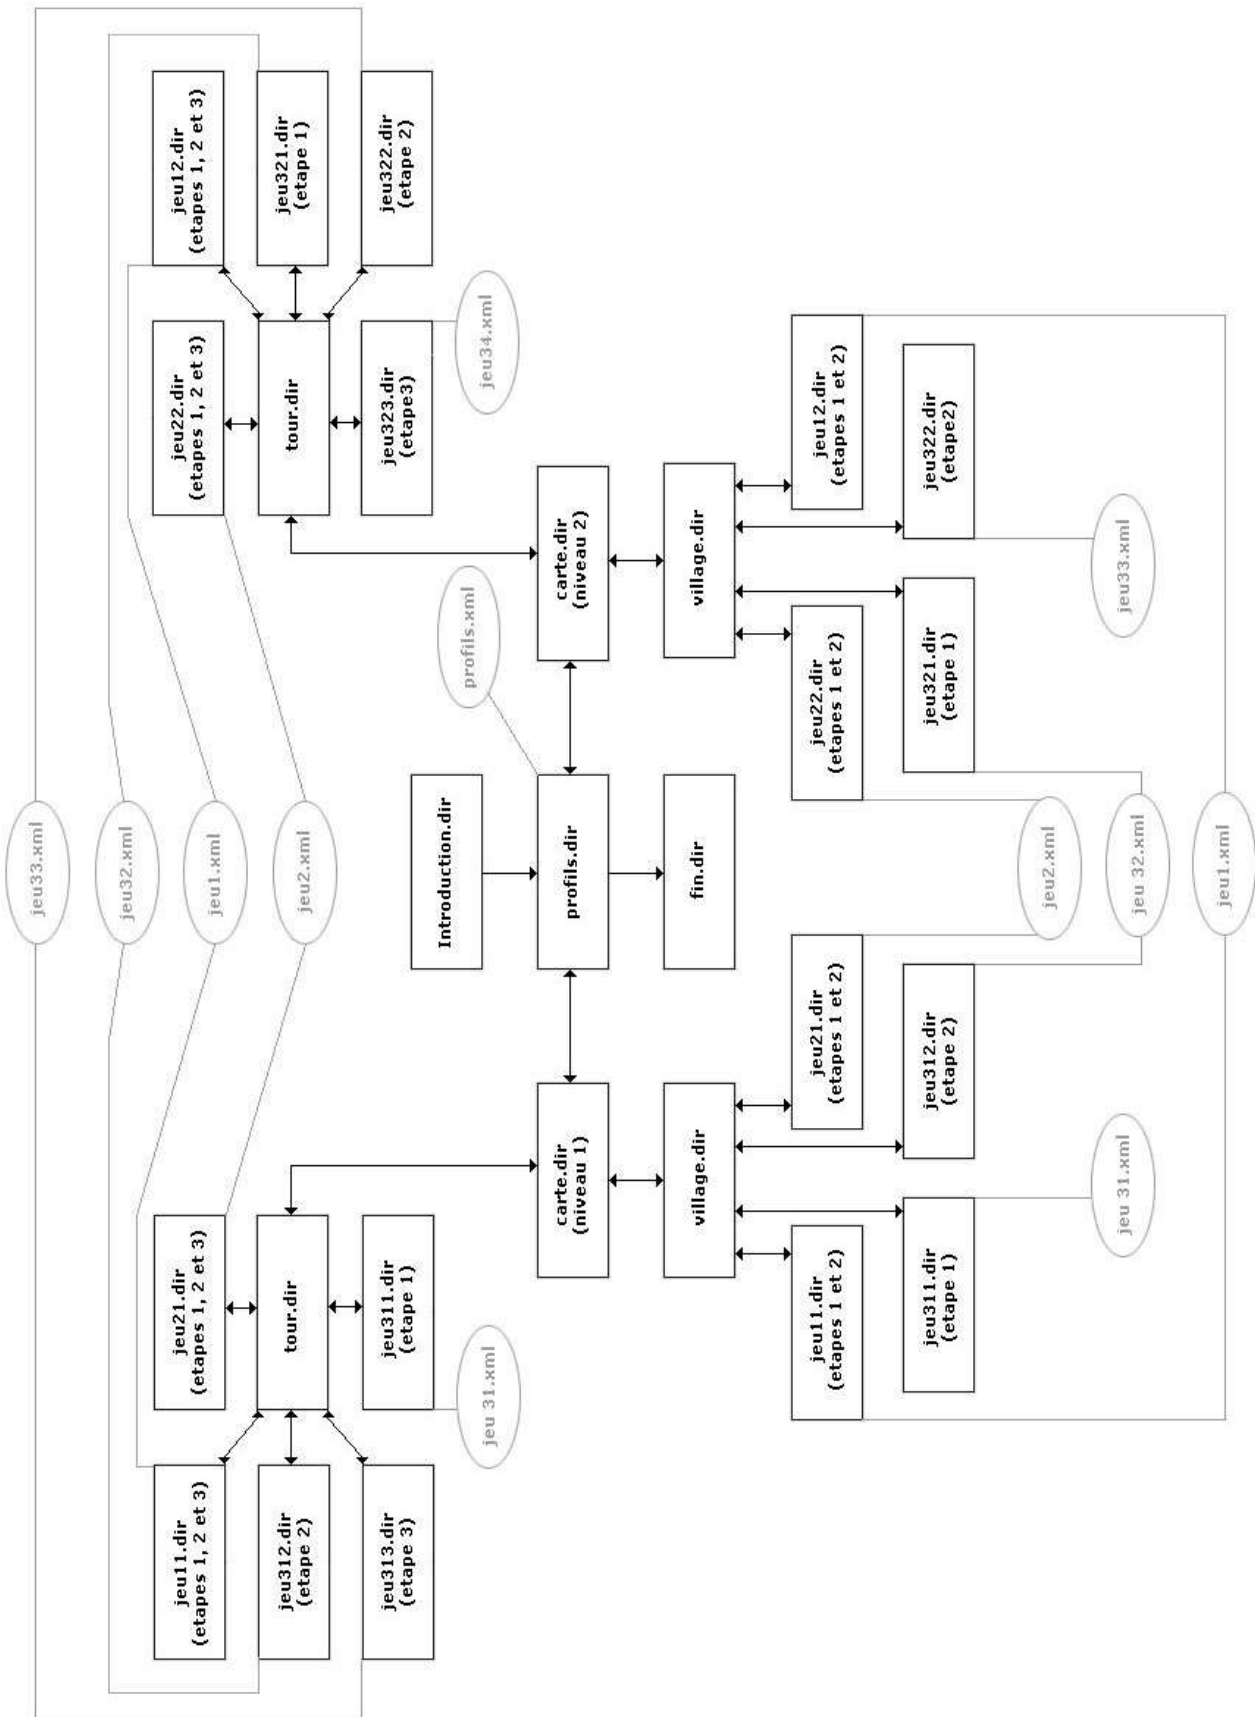 jeu33.xml
jeu32.xml
jeu1.xml
jeu2.xml
jeu11.dir
(etapes 1, 2 et 3)
jeu21.dir
(etapes 1, 2 et 3)
jeu22.dir
(etapes 1, 2 et 3)
jeu12.dir
(etapes 1, 2 et 3)
jeu312.dir
(etape 2)
tour.dir
tour.dir
jeu321.dir
(etape 1)
jeu313.dir
(etape 3)
jeu311.dir
(etape 1)
jeu323.dir
(etape3)
jeu322.dir
(etape 2)
jeu 31.xml
Introduction.dir
profils.xml
jeu34.xml
carte.dir
(niveau 1)
profils.dir
carte.dir
(niveau 2)
village.dir
fin.dir
village.dir
jeu11.dir
(etapes 1 et 2)
jeu21.dir
(etapes 1 et 2)
jeu22.dir
(etapes 1 et 2)
jeu12.dir
(etapes 1 et 2)
jeu311.dir
(etape 1)
jeu312.dir
(etape 2)
jeu321.dir
(etape 1)
jeu322.dir
(etape2)
jeu2.xml
jeu 31.xml
jeu 32.xml
jeu33.xml
jeu1.xml